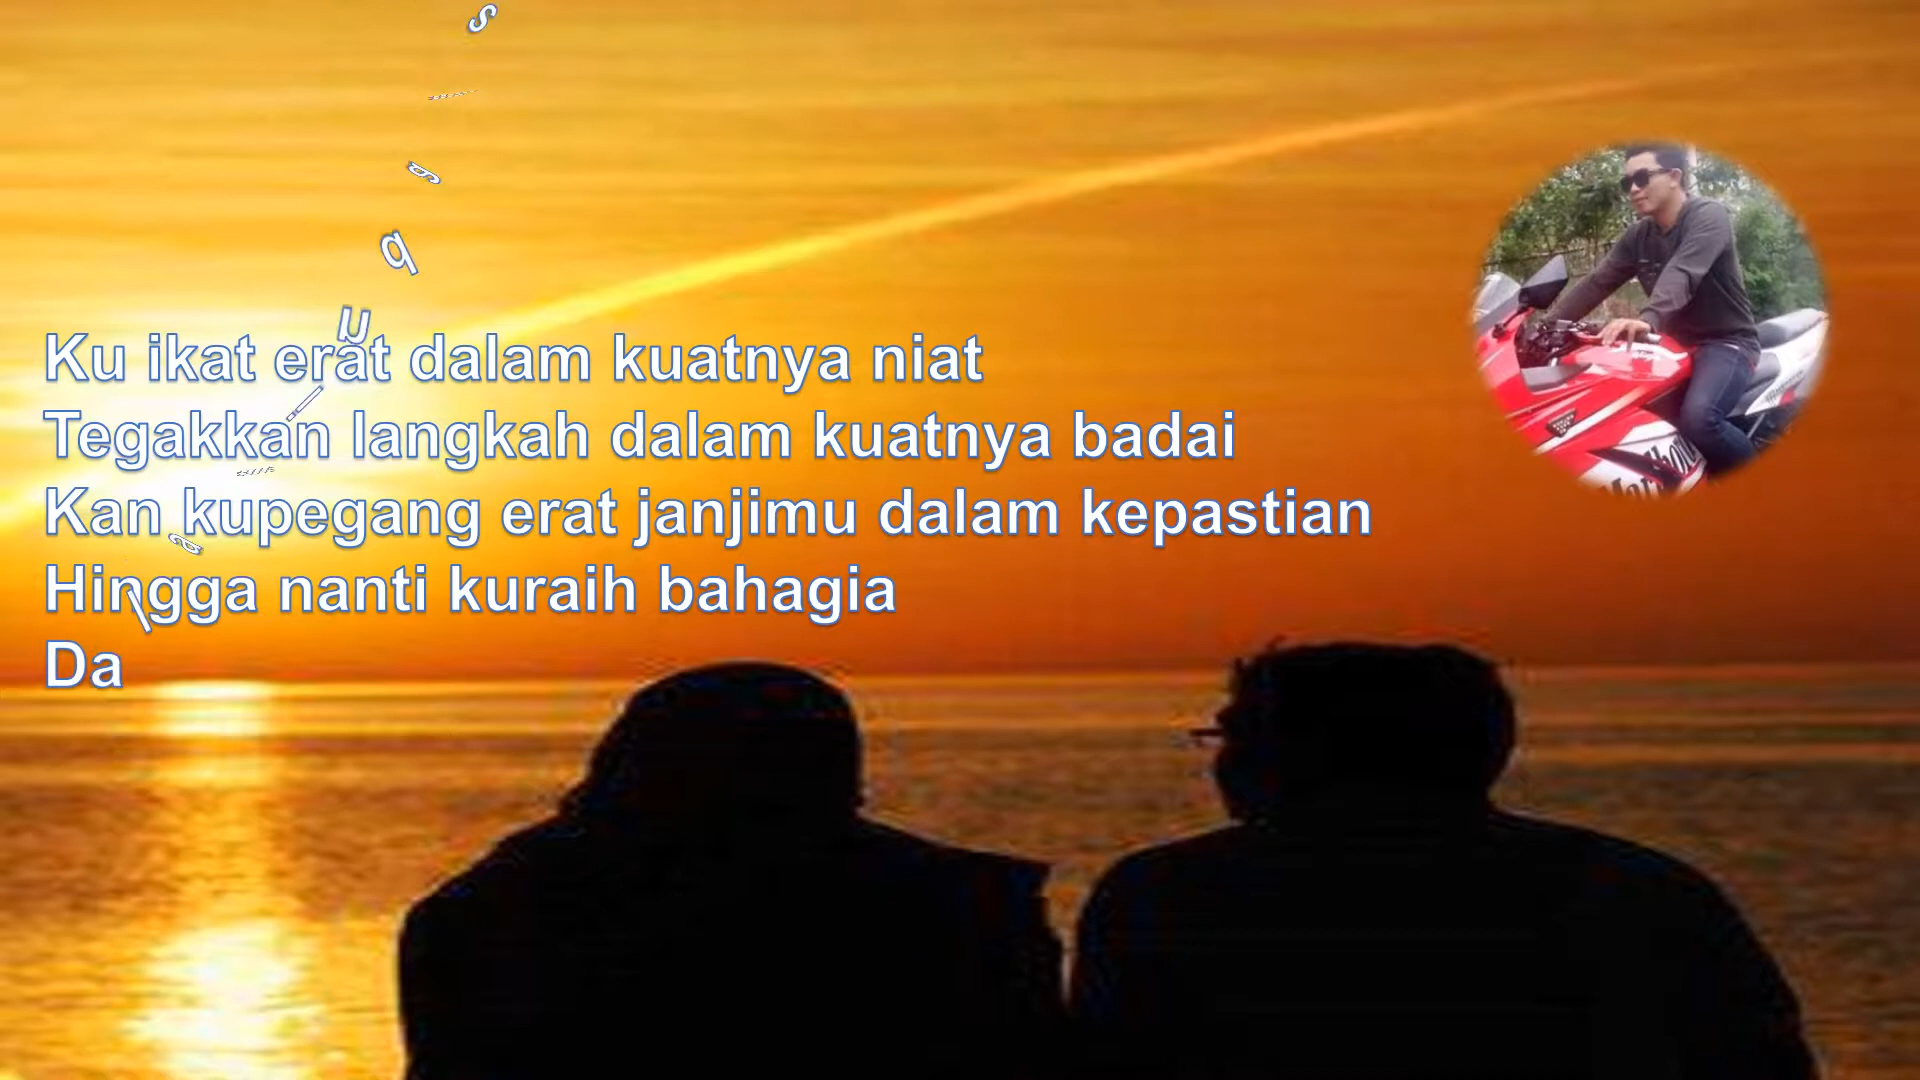 Ku ikat erat dalam kuatnya niat
Tegakkan langkah dalam kuatnya badai
Kan kupegang erat janjimu dalam kepastian
Hingga nanti kuraih bahagia
Da